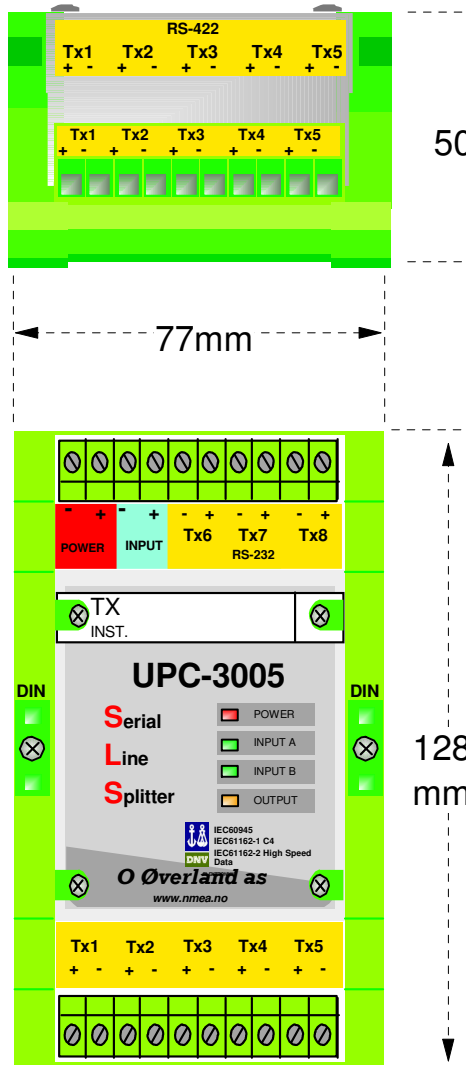 RS-422
Tx1 Tx2 Tx3 Tx4 Tx5
+ - + - + - + - + -
Tx1 Tx2 Tx3 Tx4 Tx5
+ - + - + - + - + -
50
77mm
- + - + - + - + - +
POWER INPUT Tx6 Tx7 Tx8
RS-232
TX
INST.
UPC-3005
DIN DIN
Serial
Line
Splitter
POWER
INPUT A
INPUT B
OUTPUT
128
mm
IEC60945
IEC61162-1 C4
IEC61162-2 High Speed
Data
DNV
O Øverland as
www.nmea.no
Tx1 Tx2 Tx3 Tx4 Tx5
+ - + - + - + - + -